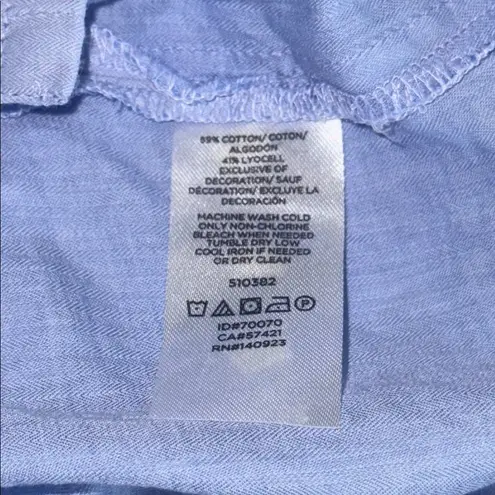 59% COTTON/ COTON/
ALGODÓN
41% LYOCELL
EXCLUSIVE OF
DECORATION/ SAUF
DÉCORATION/ EXCLUYE LA
DECORACIÓN
MACHINE WASH COLD
ONLY NON-CHLORINE
BLEACH WHEN NEEDED
TUMBLE DRY LOW
COOL IRON IF NEEDED
OR DRY CLEAN
510382
P
ID#70070
CA#57421
RN#140923